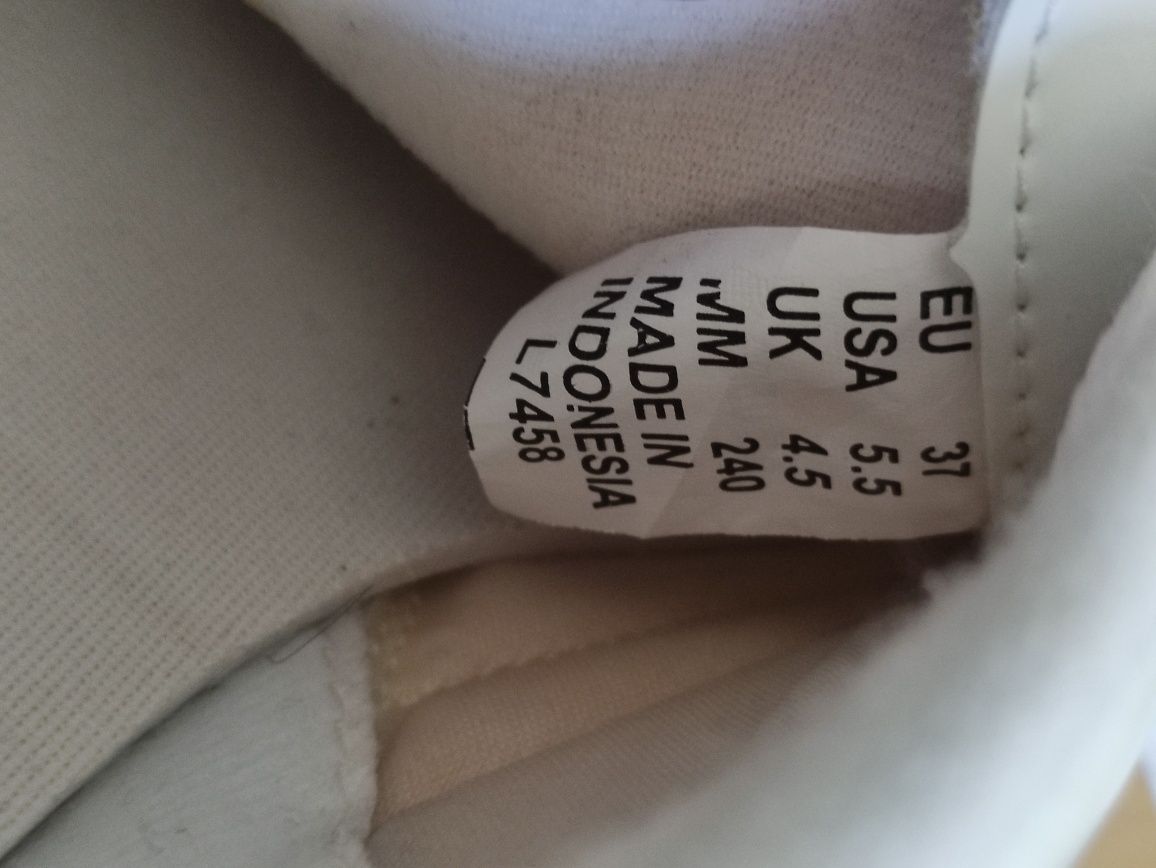 EU 37
USA 5.5
UK 4.5
MM 240
MADE IN
INDONESIA
L7458